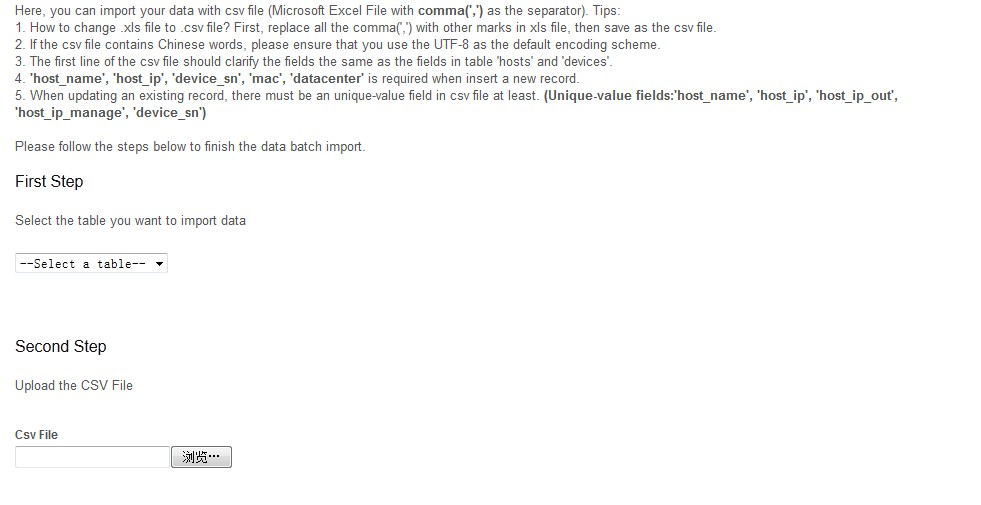 Here, you can import your data with csv file (Microsoft Excel File with comma(',') as the separator). Tips:
1. How to change .xls file to .csv file? First, replace all the comma(',') with other marks in xls file, then save as the csv file.
2. If the csv file contains Chinese words, please ensure that you use the UTF-8 as the default encoding scheme.
3. The first line of the csv file should clarify the fields the same as the fields in table 'hosts' and 'devices'.
4. 'host_name', 'host_ip', 'device_sn', 'mac', 'datacenter' is required when insert a new record.
5. When updating an existing record, there must be an unique-value field in csv file at least. (Unique-value fields:'host_name', 'host_ip', 'host_ip_out',
'host_ip_manage', 'device_sn')
Please follow the steps below to finish the data batch import.
First Step
Select the table you want to import data
--Select a table--
Second Step
Upload the CSV File
Csv File
浏览…